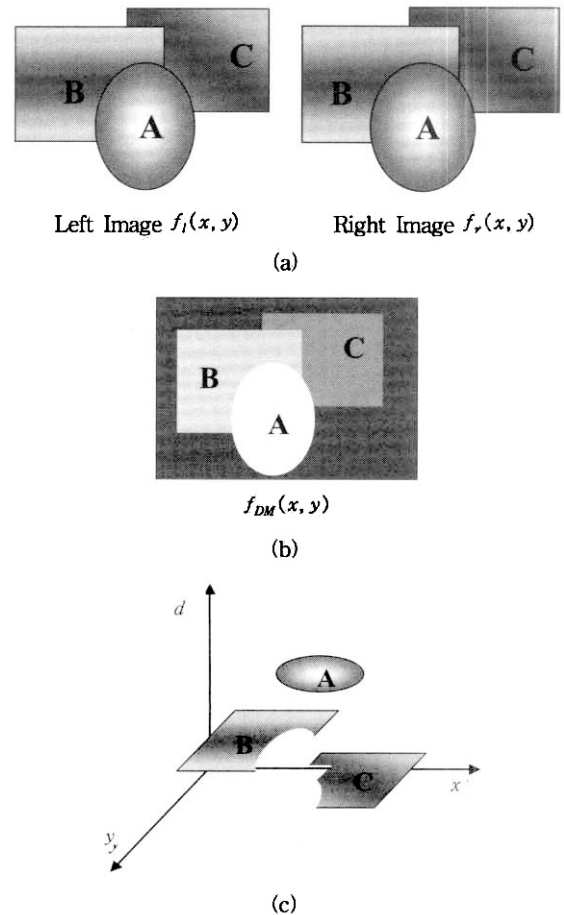 B A C B A C
Left Image f_l(x, y) Right Image f_r(x, y)
(a)
B C
A
f_DM(x, y)
(b)
d
A
B
C
x
y
(c)